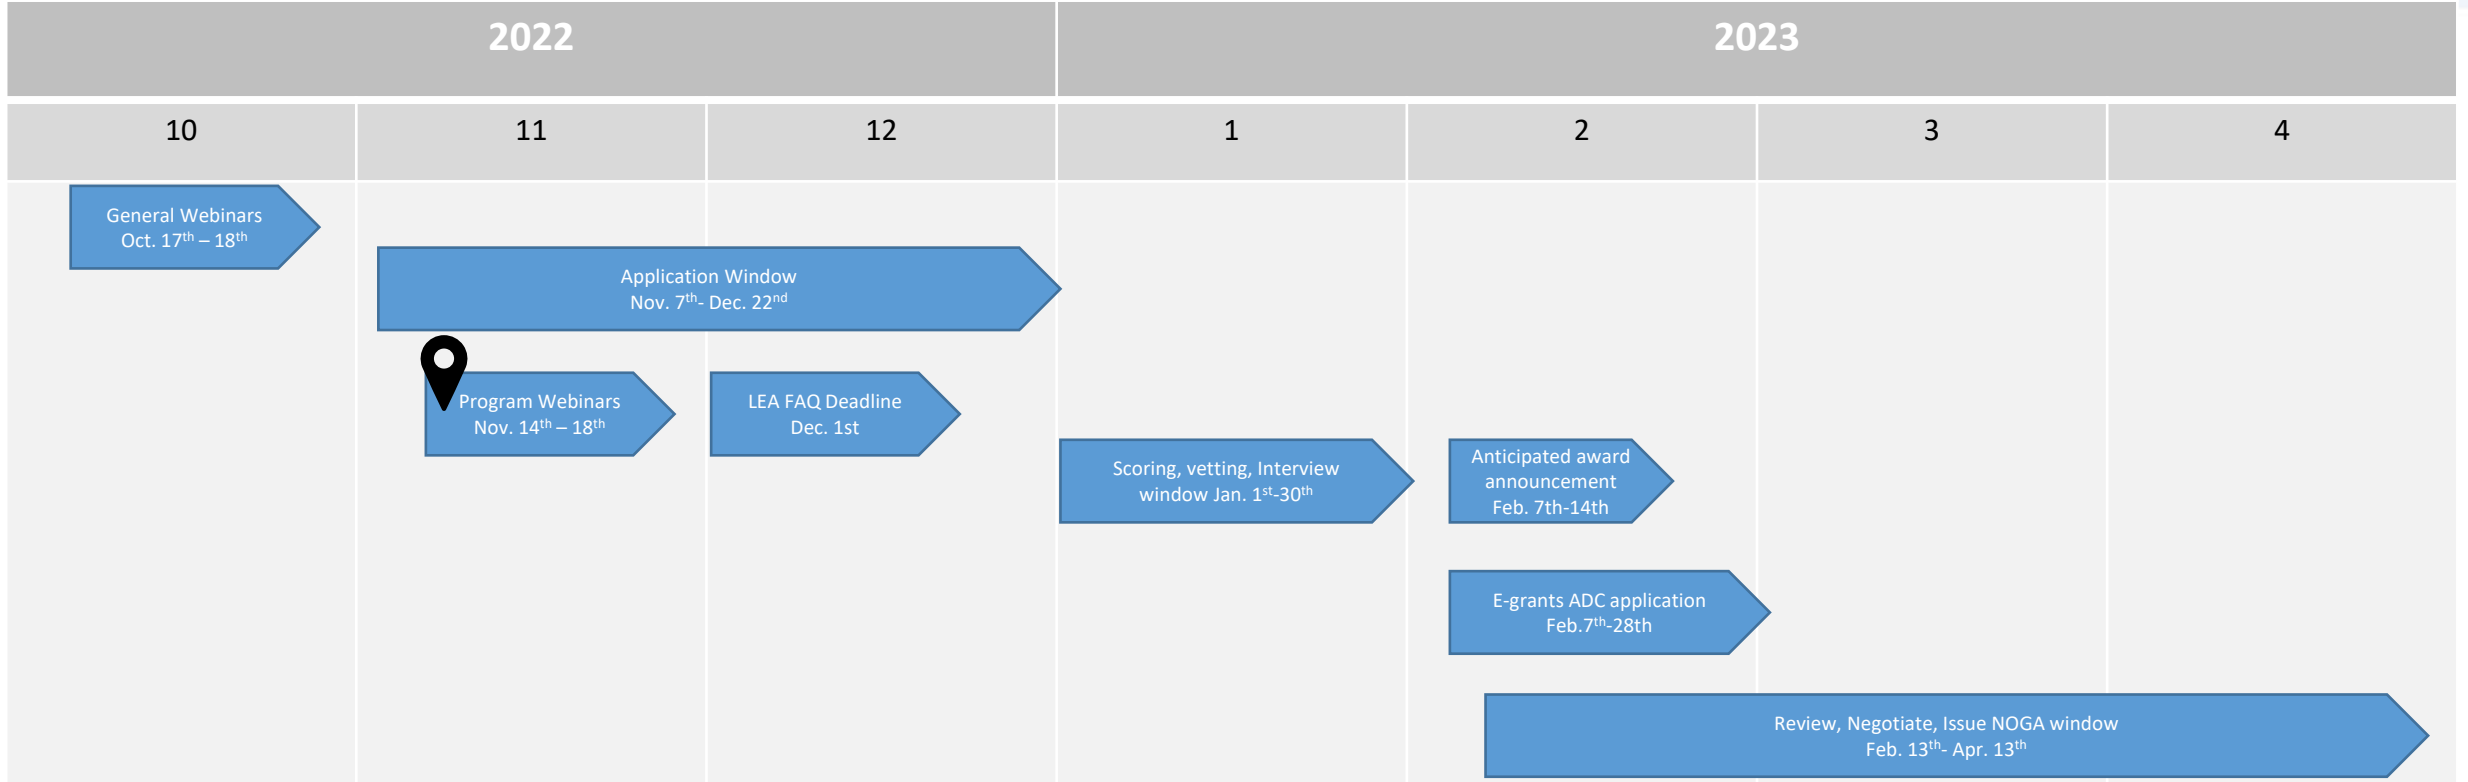 2022
2023
10
11
12
1
2
3
4
General Webinars
Oct. 17th – 18th
Application Window
Nov. 7th- Dec. 22nd
Program Webinars
Nov. 14th – 18th
LEA FAQ Deadline
Dec. 1st
Scoring, vetting, Interview
window Jan. 1st-30th
Anticipated award
announcement
Feb. 7th-14th
E-grants ADC application
Feb.7th-28th
Review, Negotiate, Issue NOGA window
Feb. 13th- Apr. 13th